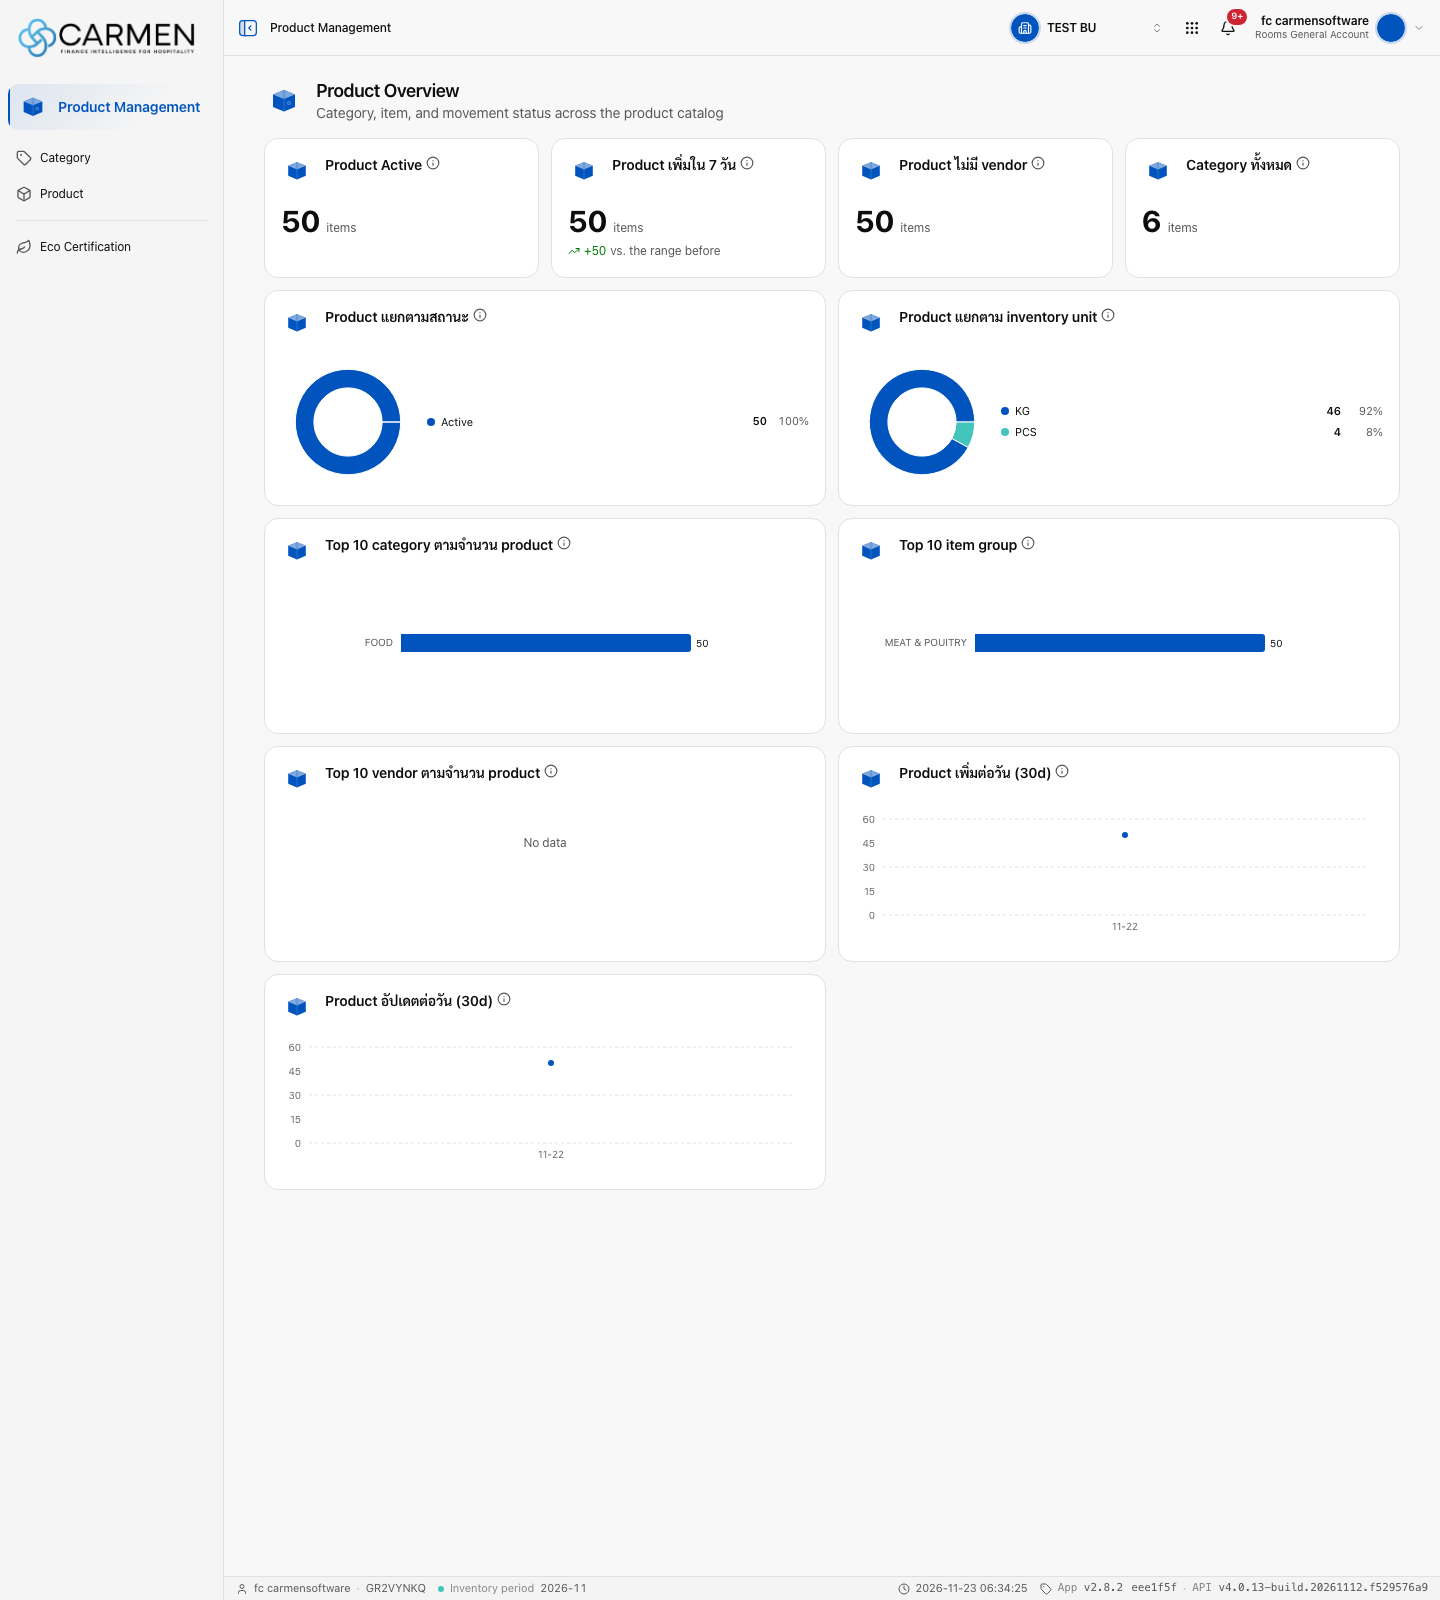 CARMEN
FINANCE INTELLIGENCE FOR HOSPITALITY
Product Management
Category
Product
Eco Certification
Product Management
TEST BU
9+
fc carmensoftware
Rooms General Account
Product Overview
Category, item, and movement status across the product catalog
Product Active
50 items
Product เพิ่มใน 7 วัน
50 items
+50 vs. the range before
Product ไม่มี vendor
50 items
Category ทั้งหมด
6 items
Product แยกตามสถานะ
Active 50 100%
Product แยกตาม inventory unit
KG 46 92%
PCS 4 8%
Top 10 category ตามจำนวน product
FOOD 50
Top 10 item group
MEAT & POUITRY 50
Top 10 vendor ตามจำนวน product
No data
Product เพิ่มต่อวัน (30d)
60
45
30
15
0
11-22
Product อัปเดตต่อวัน (30d)
60
45
30
15
0
11-22
fc carmensoftware · GR2VYNKQ Inventory period 2026-11
2026-11-23 06:34:25 App v2.8.2 eee1f5f · API v4.0.13-build.20261112.f529576a9